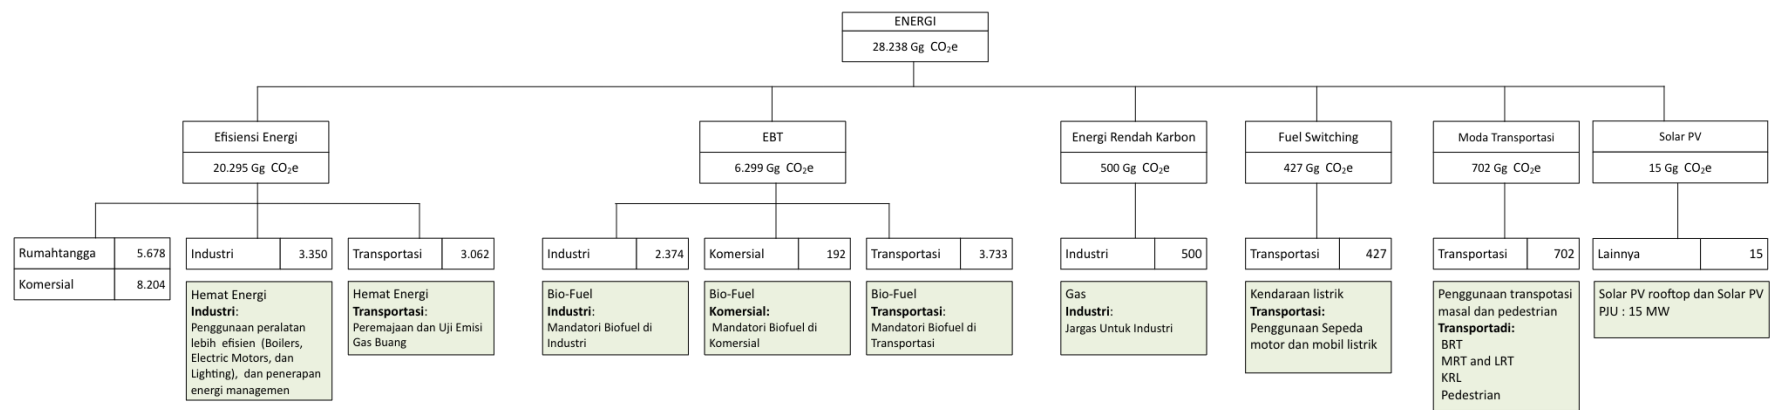 ENERGI
28.238 Gg CO₂e
Efisiensi Energi
20.295 Gg CO₂e
EBT
6.299 Gg CO₂e
Energi Rendah Karbon
500 Gg CO₂e
Fuel Switching
427 Gg CO₂e
Moda Transportasi
702 Gg CO₂e
Solar PV
15 Gg CO₂e
Rumahtangga 5.678
Komersial 8.204
Industri 3.350
Hemat Energi
Industri:
Penggunaan peralatan
lebih efisien (Boilers,
Electric Motors, dan
Lighting), dan penerapan
energi managemen
Transportasi 3.062
Hemat Energi
Transportasi:
Peremajaan dan Uji Emisi
Gas Buang
Industri 2.374
Bio-Fuel
Industri:
Mandatori Biofuel di
Industri
Komersial 192
Bio-Fuel
Komersial:
Mandatori Biofuel di
Komersial
Transportasi 3.733
Bio-Fuel
Transportasi:
Mandatori Biofuel di
Transportasi
Industri 500
Gas
Industri:
Jargas Untuk Industri
Transportasi 427
Kendaraan listrik
Transportasi:
Penggunaan Sepeda
motor dan mobil listrik
Transportasi 702
Penggunaan transpotasi
masal dan pedestrian
Transportadi:
BRT
MRT and LRT
KRL
Pedestrian
Lainnya 15
Solar PV rooftop dan Solar PV
PJU : 15 MW